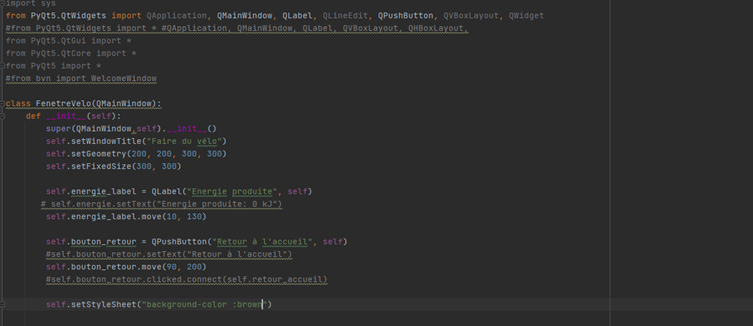 import sys
from PyQt5.QtWidgets import QApplication, QMainWindow, QLabel, QLineEdit, QPushButton, QVBoxLayout, QWidget
#from PyQt5.QtWidgets import * #QApplication, QMainWindow, QLabel, QVBoxLayout, QHBoxLayout,
from PyQt5.QtGui import *
from PyQt5.QtCore import *
from PyQt5 import *
#from bvn import WelcomeWindow
class FenetreVelo(QMainWindow):
def __init__(self):
super(QMainWindow,self).__init__()
self.setWindowTitle("Faire du vélo")
self.setGeometry(200, 200, 300, 300)
self.setFixedSize(300, 300)
self.energie_label = QLabel("Energie produite", self)
# self.energie.setText("Energie produite: 0 kJ")
self.energie_label.move(10, 130)
self.bouton_retour = QPushButton("Retour à l'accueil", self)
#self.bouton_retour.setText("Retour à l'accueil")
self.bouton_retour.move(90, 200)
#self.bouton_retour.clicked.connect(self.retour_accueil)
self.setStyleSheet("background-color :brown")